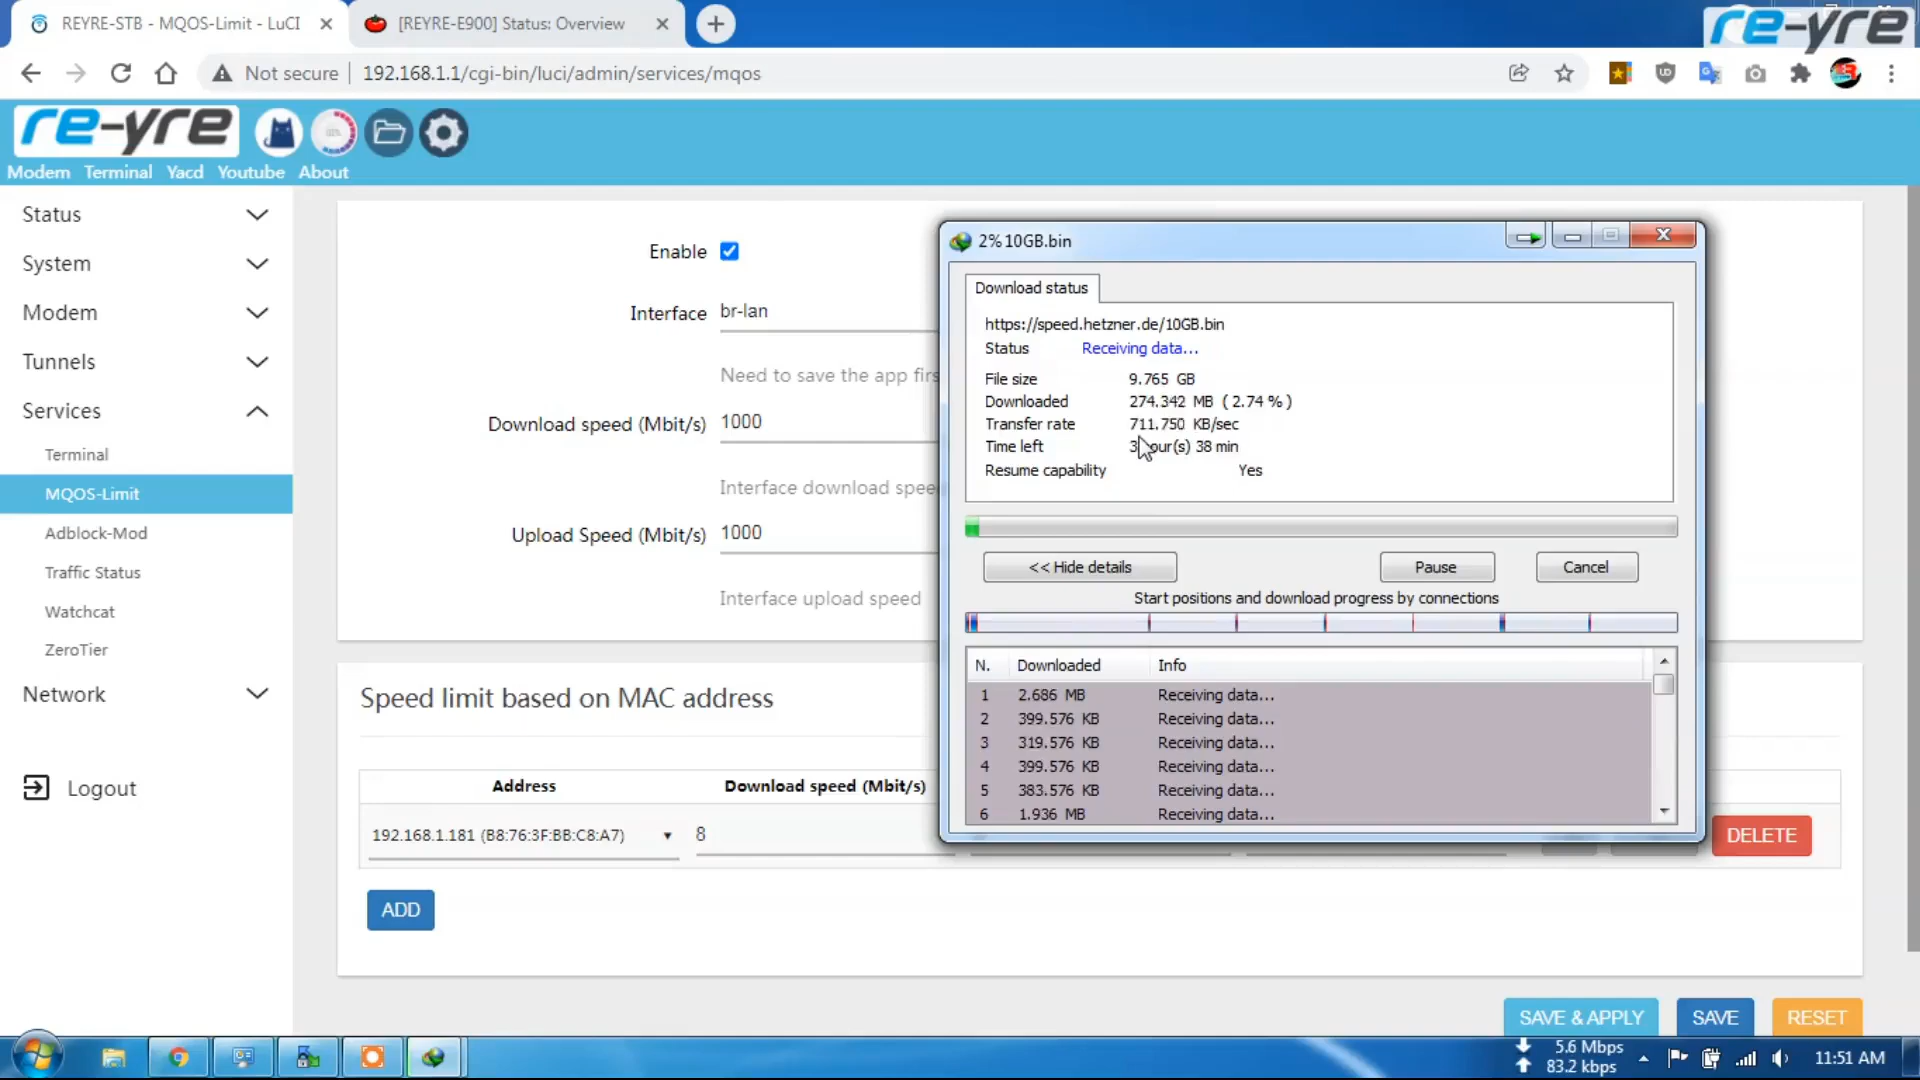 REYRE-STB - MQOS-Limit - LuCI
[REYRE-E900] Status: Overview
re-yre
Not secure
192.168.1.1/cgi-bin/luci/admin/services/mqos
re-yre
Modem Terminal Yacd Youtube About
Status
System
Modem
Tunnels
Services
Terminal
MQOS-Limit
Adblock-Mod
Traffic Status
Watchcat
ZeroTier
Network
Logout
Enable
Interface br-lan
Need to save the app firs
Download speed (Mbit/s) 1000
Interface download spee
Upload Speed (Mbit/s) 1000
Interface upload speed
Speed limit based on MAC address
Address Download speed (Mbit/s)
192.168.1.181 (B8:76:3F:BB:C8:A7) 8
DELETE
ADD
SAVE & APPLY SAVE RESET
2% 10GB.bin
Download status
https://speed.hetzner.de/10GB.bin
Status Receiving data...
File size 9.765 GB
Downloaded 274.342 MB ( 2.74 % )
Transfer rate 711.750 KB/sec
Time left 3 our(s) 38 min
Resume capability Yes
<< Hide details Pause Cancel
Start positions and download progress by connections
N. Downloaded Info
1 2.686 MB Receiving data...
2 399.576 KB Receiving data...
3 319.576 KB Receiving data...
4 399.576 KB Receiving data...
5 383.576 KB Receiving data...
6 1.936 MB Receiving data...
5.6 Mbps
83.2 kbps
11:51 AM